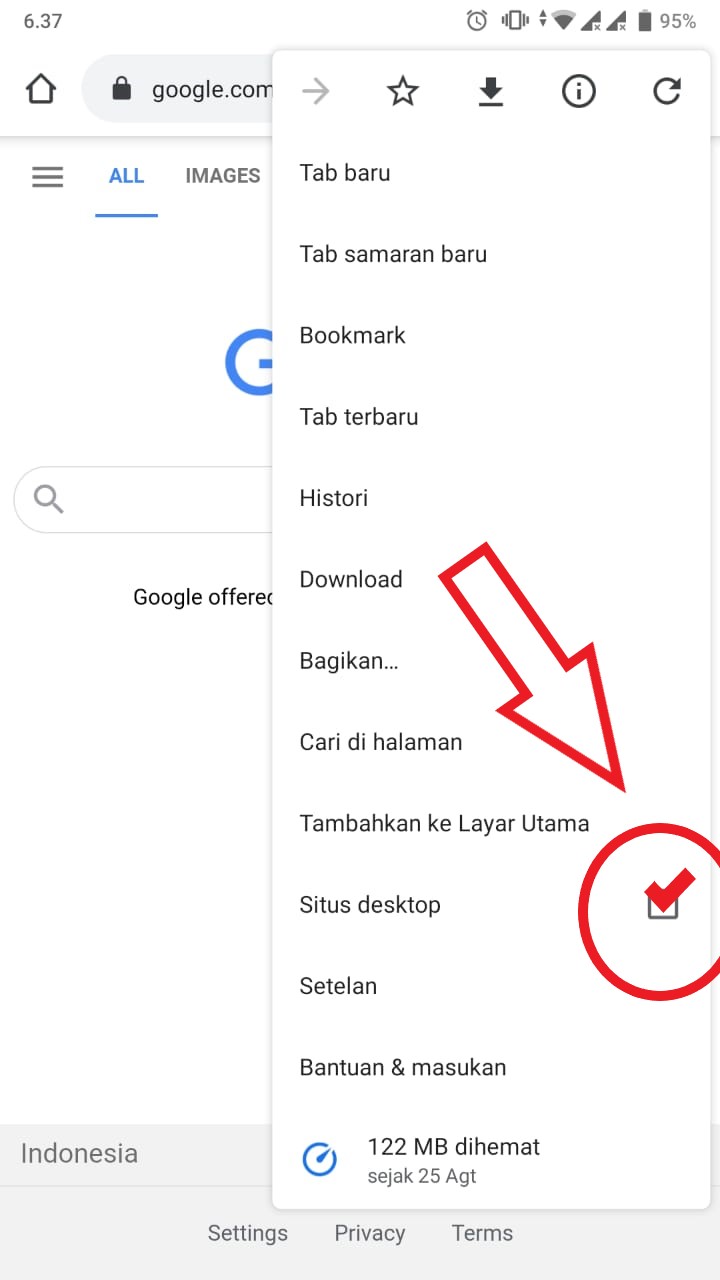 6.37
95%
google.com
ALL IMAGES
Tab baru
Tab samaran baru
Bookmark
Tab terbaru
Histori
Download
Google offered
Bagikan...
Cari di halaman
Tambahkan ke Layar Utama
Situs desktop
Setelan
Bantuan & masukan
122 MB dihemat
sejak 25 Agt
Indonesia
Settings Privacy Terms